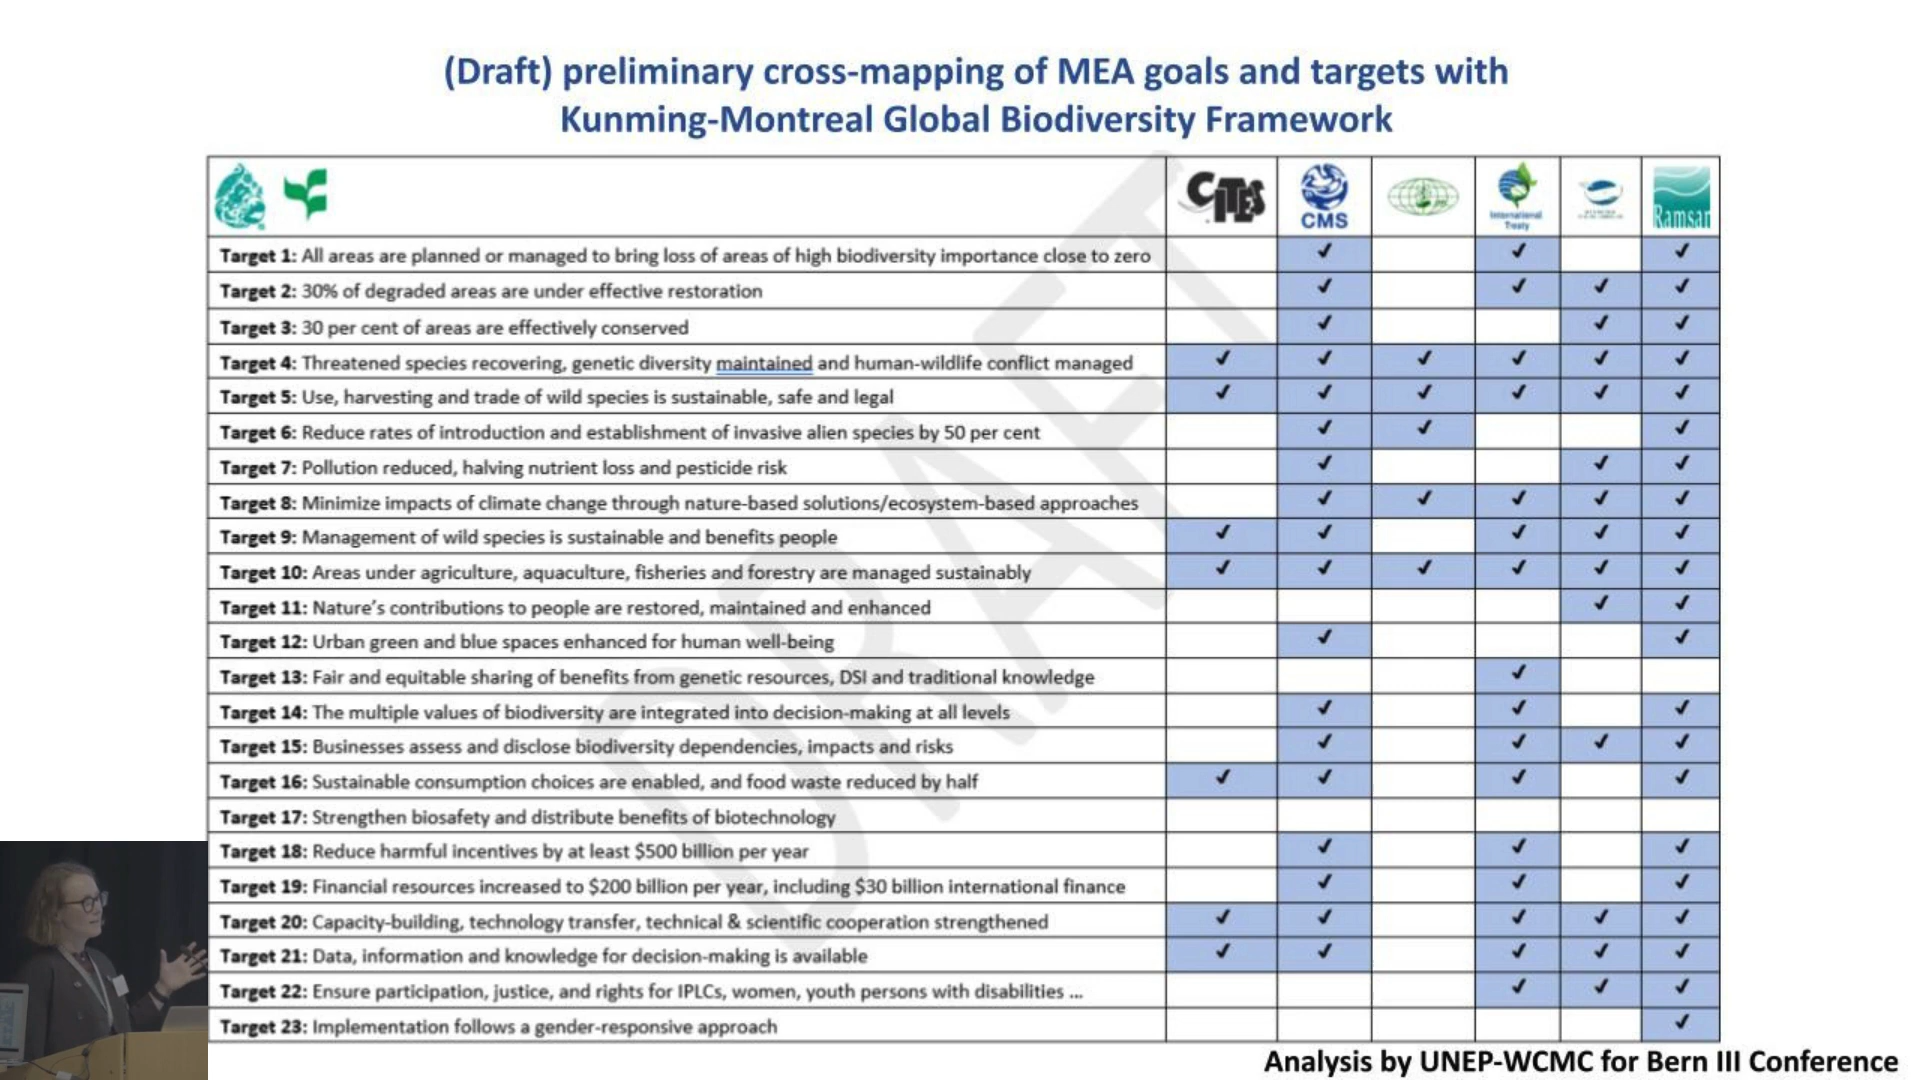 (Draft) preliminary cross-mapping of MEA goals and targets with
Kunming-Montreal Global Biodiversity Framework
CITES
CMS
International
Treaty
Ramsar
Target 1: All areas are planned or managed to bring loss of areas of high biodiversity importance close to zero ✓ ✓ ✓
Target 2: 30% of degraded areas are under effective restoration ✓ ✓ ✓ ✓
Target 3: 30 per cent of areas are effectively conserved ✓ ✓ ✓
Target 4: Threatened species recovering, genetic diversity maintained and human-wildlife conflict managed ✓ ✓ ✓ ✓ ✓ ✓
Target 5: Use, harvesting and trade of wild species is sustainable, safe and legal ✓ ✓ ✓ ✓ ✓ ✓
Target 6: Reduce rates of introduction and establishment of invasive alien species by 50 per cent ✓ ✓ ✓
Target 7: Pollution reduced, halving nutrient loss and pesticide risk ✓ ✓ ✓
Target 8: Minimize impacts of climate change through nature-based solutions/ecosystem-based approaches ✓ ✓ ✓ ✓ ✓
Target 9: Management of wild species is sustainable and benefits people ✓ ✓ ✓ ✓ ✓
Target 10: Areas under agriculture, aquaculture, fisheries and forestry are managed sustainably ✓ ✓ ✓ ✓ ✓ ✓
Target 11: Nature's contributions to people are restored, maintained and enhanced ✓ ✓
Target 12: Urban green and blue spaces enhanced for human well-being ✓ ✓
Target 13: Fair and equitable sharing of benefits from genetic resources, DSI and traditional knowledge ✓
Target 14: The multiple values of biodiversity are integrated into decision-making at all levels ✓ ✓ ✓
Target 15: Businesses assess and disclose biodiversity dependencies, impacts and risks ✓ ✓ ✓ ✓
Target 16: Sustainable consumption choices are enabled, and food waste reduced by half ✓ ✓ ✓ ✓
Target 17: Strengthen biosafety and distribute benefits of biotechnology
Target 18: Reduce harmful incentives by at least $500 billion per year ✓ ✓ ✓
Target 19: Financial resources increased to $200 billion per year, including $30 billion international finance ✓ ✓ ✓
Target 20: Capacity-building, technology transfer, technical & scientific cooperation strengthened ✓ ✓ ✓ ✓ ✓
Target 21: Data, information and knowledge for decision-making is available ✓ ✓ ✓ ✓ ✓
Target 22: Ensure participation, justice, and rights for IPLCs, women, youth persons with disabilities ... ✓ ✓ ✓
Target 23: Implementation follows a gender-responsive approach ✓
DRAFT
Analysis by UNEP-WCMC for Bern III Conference